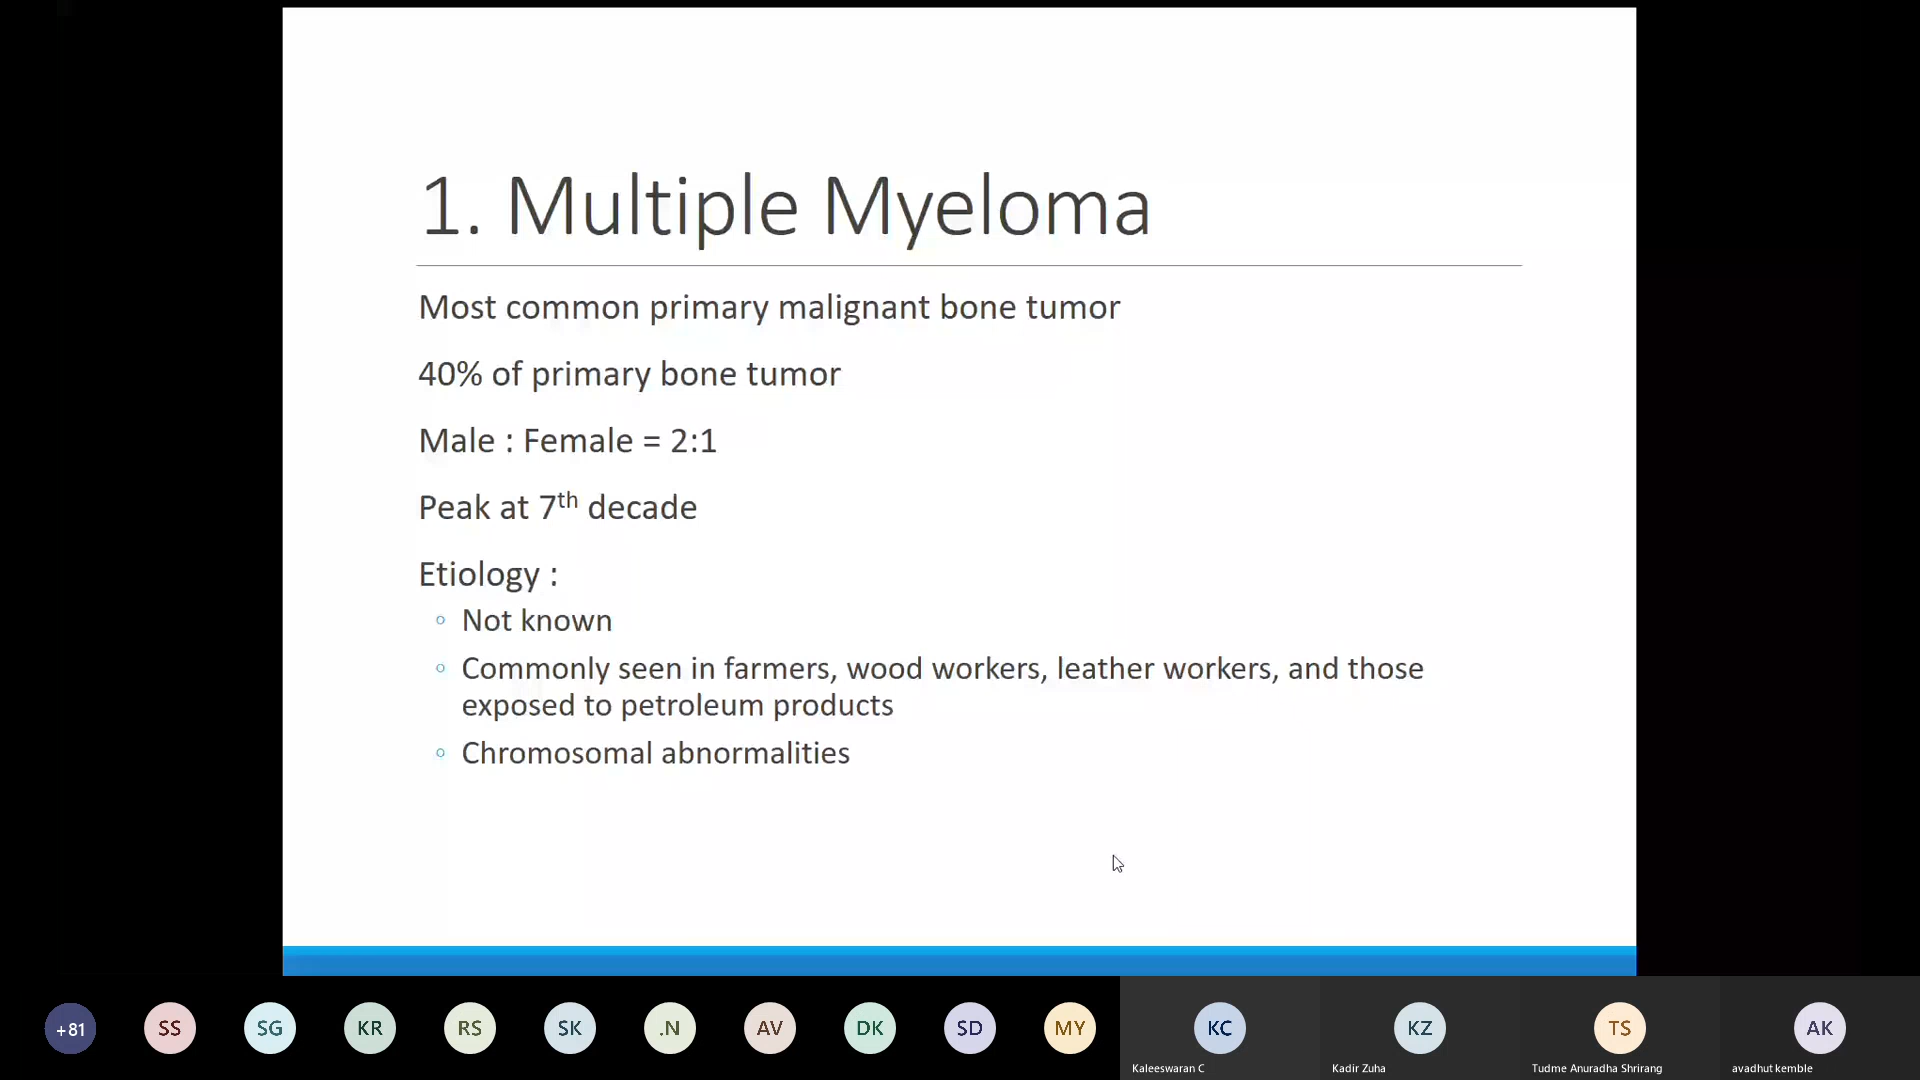 1. Multiple Myeloma
Most common primary malignant bone tumor
40% of primary bone tumor
Male : Female = 2:1
Peak at 7th decade
Etiology :
Not known
Commonly seen in farmers, wood workers, leather workers, and those
exposed to petroleum products
Chromosomal abnormalities
+81 SS SG KR RS SK .N AV DK SD MY KC KZ TS AK
Kaleeswaran C Kadir Zuha Tudme Anuradha Shrirang avadhut kemble